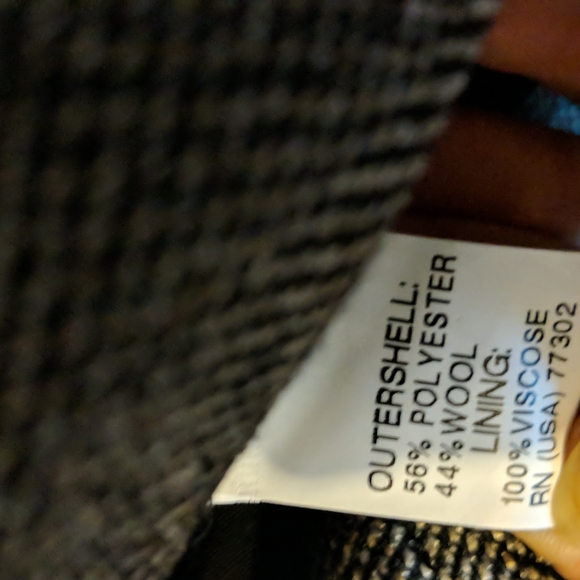 OUTERSHELL:
56% POLYESTER
44% WOOL
LINING:
100% VISCOSE
RN (USA) 77302